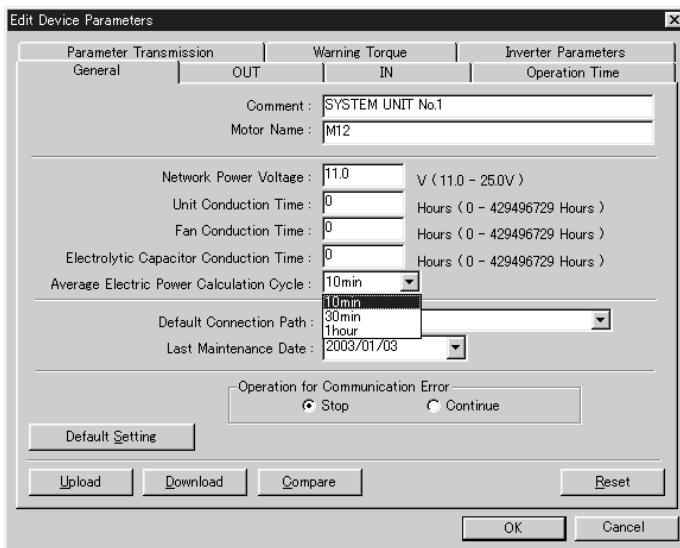 Edit Device Parameters
Parameter Transmission Warning Torque Inverter Parameters
General OUT IN Operation Time
Comment : SYSTEM UNIT No.1
Motor Name : M12
Network Power Voltage : 11.0 V ( 11.0 - 25.0V )
Unit Conduction Time : 0 Hours ( 0 - 429496729 Hours )
Fan Conduction Time : 0 Hours ( 0 - 429496729 Hours )
Electrolytic Capacitor Conduction Time : 0 Hours ( 0 - 429496729 Hours )
Average Electric Power Calculation Cycle : 10min
10min
30min
1hour
Default Connection Path :
Last Maintenance Date : 2003/01/03
Operation for Communication Error
Stop Continue
Default Setting
Upload Download Compare Reset
OK Cancel